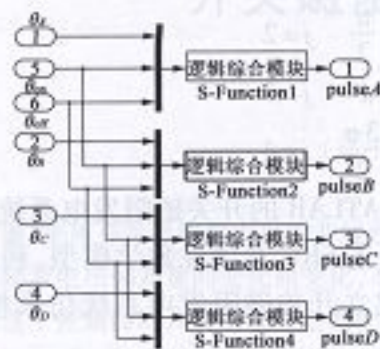 θA
1
5
θon
6
θoff
2
θB
3
θC
4
θD
逻辑综合模块
S-Function1
1
pulseA
逻辑综合模块
S-Function2
2
pulseB
逻辑综合模块
S-Function3
3
pulseC
逻辑综合模块
S-Function4
4
pulseD